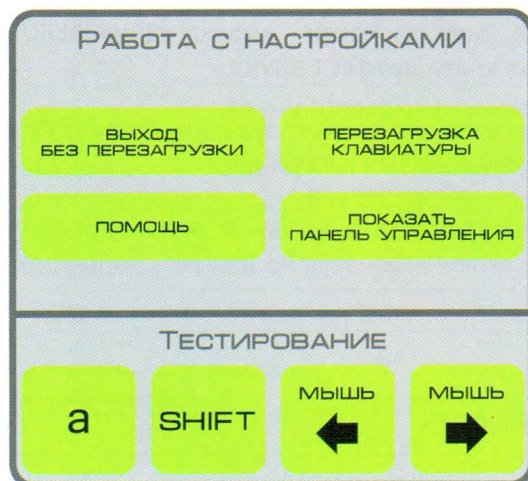 РАБОТА С НАСТРОЙКАМИ
ВЫХОД
БЕЗ ПЕРЕЗАГРУЗКИ
ПЕРЕЗАГРУЗКА
КЛАВИАТУРЫ
ПОМОЩЬ
ПОКАЗАТЬ
ПАНЕЛЬ УПРАВЛЕНИЯ
ТЕСТИРОВАНИЕ
а
SHIFT
МЫШЬ
МЫШЬ